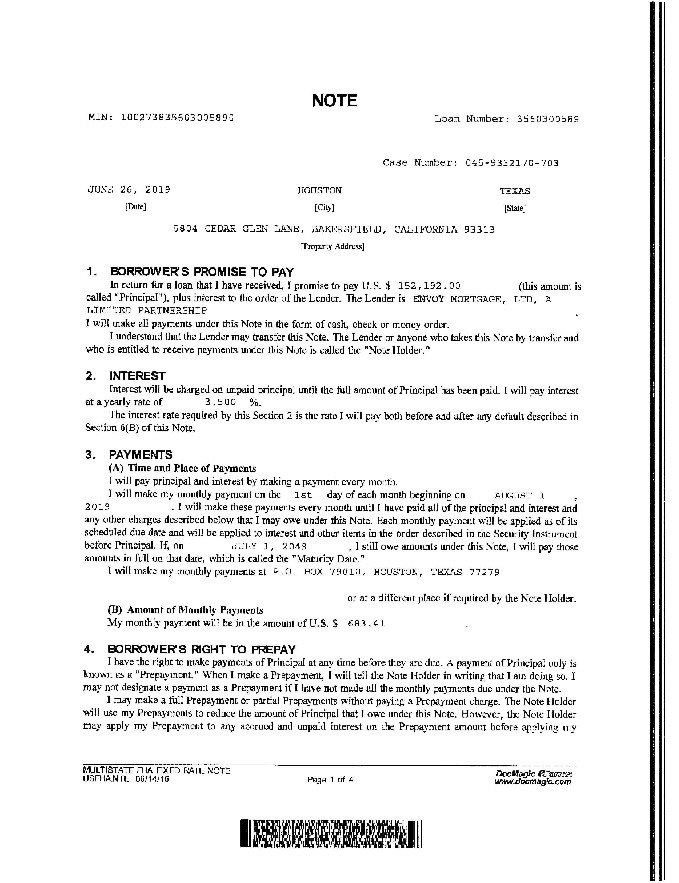 NOTE
MIN: 100273835603005890 Loan Number: 3560300589
Case Number: 045-9332170-703
JUNE 26, 2019 HOUSTON TEXAS
[Date] [City] [State]
5804 CEDAR GLEN LANE, BAKERSFIELD, CALIFORNIA 93313
[Property Address]
1. BORROWER'S PROMISE TO PAY
In return for a loan that I have received, I promise to pay U.S. $ 152,192.00 (this amount is
called "Principal"), plus interest to the order of the Lender. The Lender is ENVOY MORTGAGE, LTD, A
LIMITED PARTNERSHIP .
I will make all payments under this Note in the form of cash, check or money order.
I understand that the Lender may transfer this Note. The Lender or anyone who takes this Note by transfer and
who is entitled to receive payments under this Note is called the "Note Holder."
2. INTEREST
Interest will be charged on unpaid principal until the full amount of Principal has been paid. I will pay interest
at a yearly rate of 3.500 %.
The interest rate required by this Section 2 is the rate I will pay both before and after any default described in
Section 6(B) of this Note.
3. PAYMENTS
(A) Time and Place of Payments
I will pay principal and interest by making a payment every month.
I will make my monthly payment on the 1st day of each month beginning on AUGUST 1 ,
2019 . I will make these payments every month until I have paid all of the principal and interest and
any other charges described below that I may owe under this Note. Each monthly payment will be applied as of its
scheduled due date and will be applied to interest and other items in the order described in the Security Instrument
before Principal. If, on JULY 1, 2049 , I still owe amounts under this Note, I will pay those
amounts in full on that date, which is called the "Maturity Date."
I will make my monthly payments at P.O. BOX 79010, HOUSTON, TEXAS 77279
or at a different place if required by the Note Holder.
(B) Amount of Monthly Payments
My monthly payment will be in the amount of U.S. $ 683.41 .
4. BORROWER'S RIGHT TO PREPAY
I have the right to make payments of Principal at any time before they are due. A payment of Principal only is
known as a "Prepayment." When I make a Prepayment, I will tell the Note Holder in writing that I am doing so. I
may not designate a payment as a Prepayment if I have not made all the monthly payments due under the Note.
I may make a full Prepayment or partial Prepayments without paying a Prepayment charge. The Note Holder
will use my Prepayments to reduce the amount of Principal that I owe under this Note. However, the Note Holder
may apply my Prepayment to any accrued and unpaid interest on the Prepayment amount before applying my
MULTISTATE FHA FIXED RATE NOTE
Page 1 of 4
DocMagic
www.docmagic.com